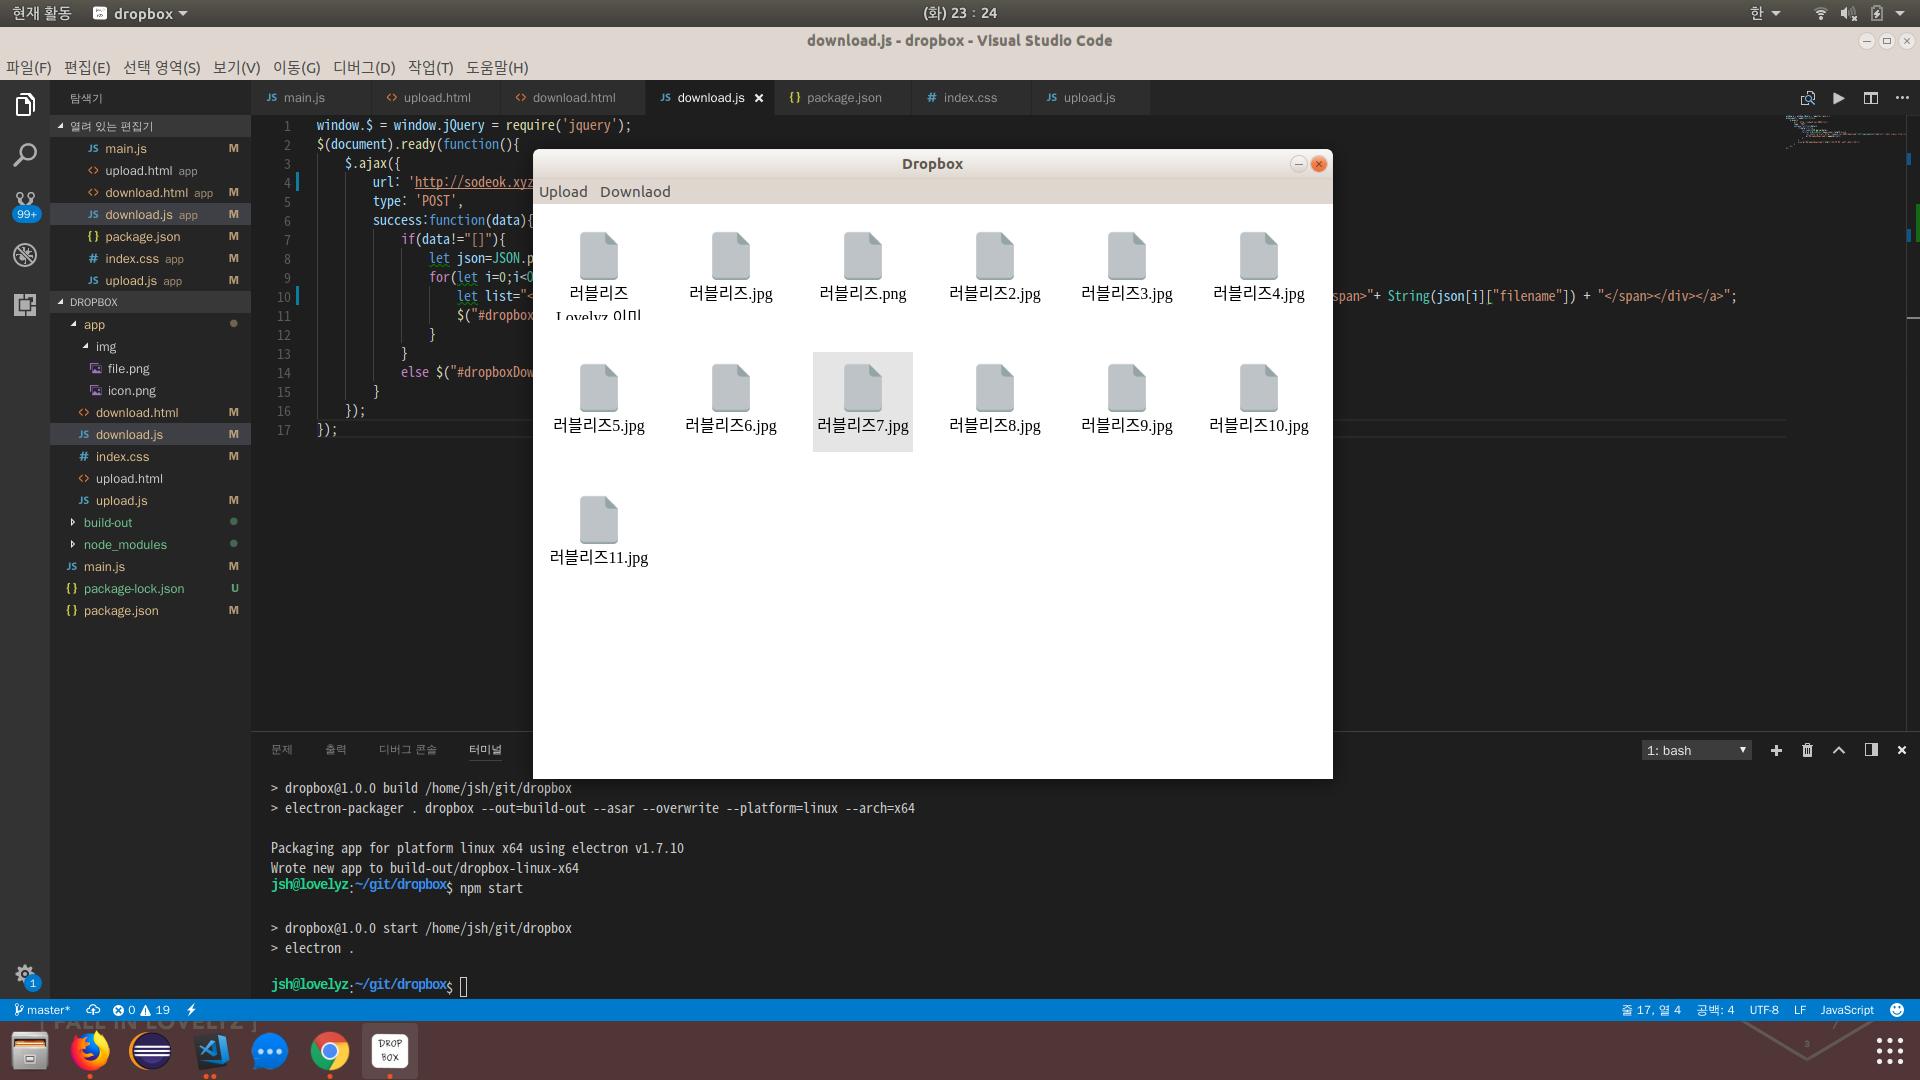 현재 활동 dropbox (화) 23 : 24 한
download.js - dropbox - Visual Studio Code
파일(F) 편집(E) 선택 영역(S) 보기(V) 이동(G) 디버그(D) 작업(T) 도움말(H)
탐색기
main.js upload.html download.html download.js package.json index.css upload.js
열려 있는 편집기
main.js M
upload.html app
download.html app M
download.js app M
package.json M
index.css app M
upload.js app M
DROPBOX
app
img
file.png
icon.png
download.html M
download.js M
index.css M
upload.html
upload.js M
build-out
node_modules
main.js M
package-lock.json U
package.json M
99+
1
1 window.$ = window.jQuery = require('jquery');
2 $(document).ready(function(){
3 $.ajax({
4 url: 'http://sodeok.xyz
5 type: 'POST',
6 success:function(data){
7 if(data!="[]"){
8 let json=JSON.p
9 for(let i=0;i<O
10 let list="< span>"+ String(json[i]["filename"]) + "</span></div></a>";
11 $("#dropbox
12 }
13 }
14 else $("#dropboxDow
15 }
16 });
17 });
Dropbox
Upload Downlaod
러블리즈 러블리즈.jpg 러블리즈.png 러블리즈2.jpg 러블리즈3.jpg 러블리즈4.jpg
Lovelyz 이미
러블리즈5.jpg 러블리즈6.jpg 러블리즈7.jpg 러블리즈8.jpg 러블리즈9.jpg 러블리즈10.jpg
러블리즈11.jpg
문제 출력 디버그 콘솔 터미널 1: bash
> dropbox@1.0.0 build /home/jsh/git/dropbox
> electron-packager . dropbox --out=build-out --asar --overwrite --platform=linux --arch=x64
Packaging app for platform linux x64 using electron v1.7.10
Wrote new app to build-out/dropbox-linux-x64
jsh@lovelyz:~/git/dropbox$ npm start
> dropbox@1.0.0 start /home/jsh/git/dropbox
> electron .
jsh@lovelyz:~/git/dropbox$
master* 0 19 줄 17, 열 4 공백: 4 UTF-8 LF JavaScript
[ FALL IN LOVELYZ ]
DROP
BOX
3